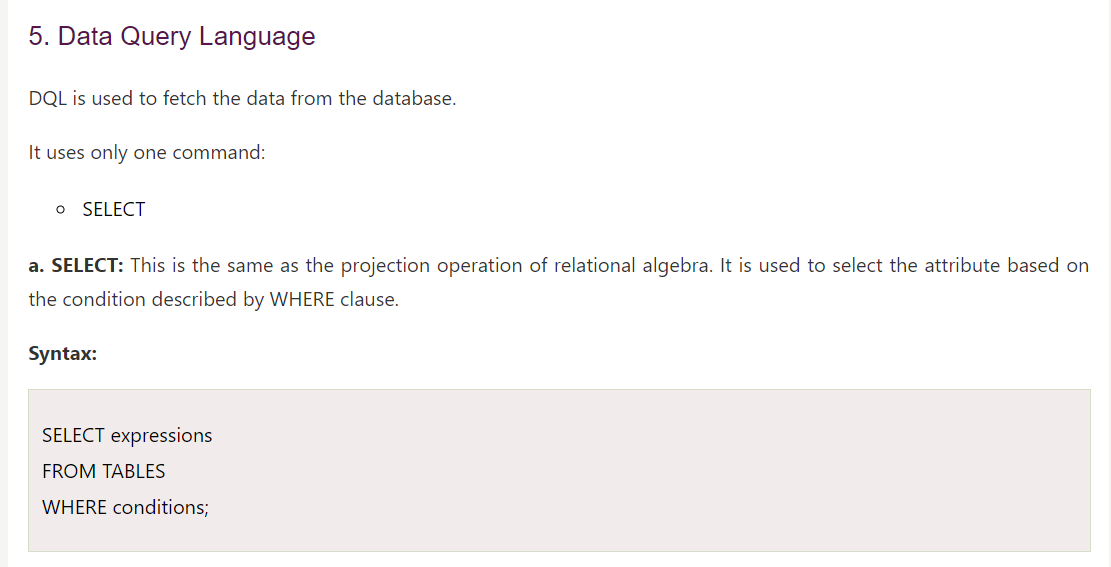 5. Data Query Language
DQL is used to fetch the data from the database.
It uses only one command:
SELECT
a. SELECT: This is the same as the projection operation of relational algebra. It is used to select the attribute based on
the condition described by WHERE clause.
Syntax:
SELECT expressions
FROM TABLES
WHERE conditions;